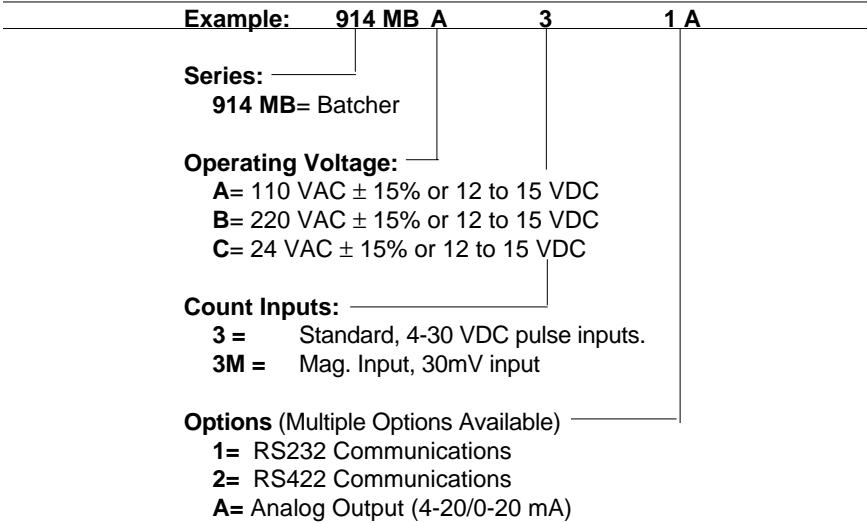 Example: 914 MB A 3 1 A
Series:
914 MB= Batcher
Operating Voltage:
A= 110 VAC ± 15% or 12 to 15 VDC
B= 220 VAC ± 15% or 12 to 15 VDC
C= 24 VAC ± 15% or 12 to 15 VDC
Count Inputs:
3 = Standard, 4-30 VDC pulse inputs.
3M = Mag. Input, 30mV input
Options (Multiple Options Available)
1= RS232 Communications
2= RS422 Communications
A= Analog Output (4-20/0-20 mA)